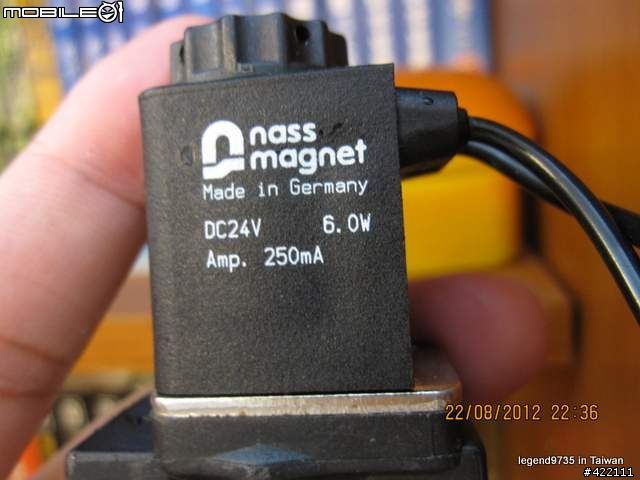 MOBILE01
nass
magnet
Made in Germany
DC24V 6.0W
Amp. 250mA
22/08/2012 22:36
legend9735 in Taiwan
#422111